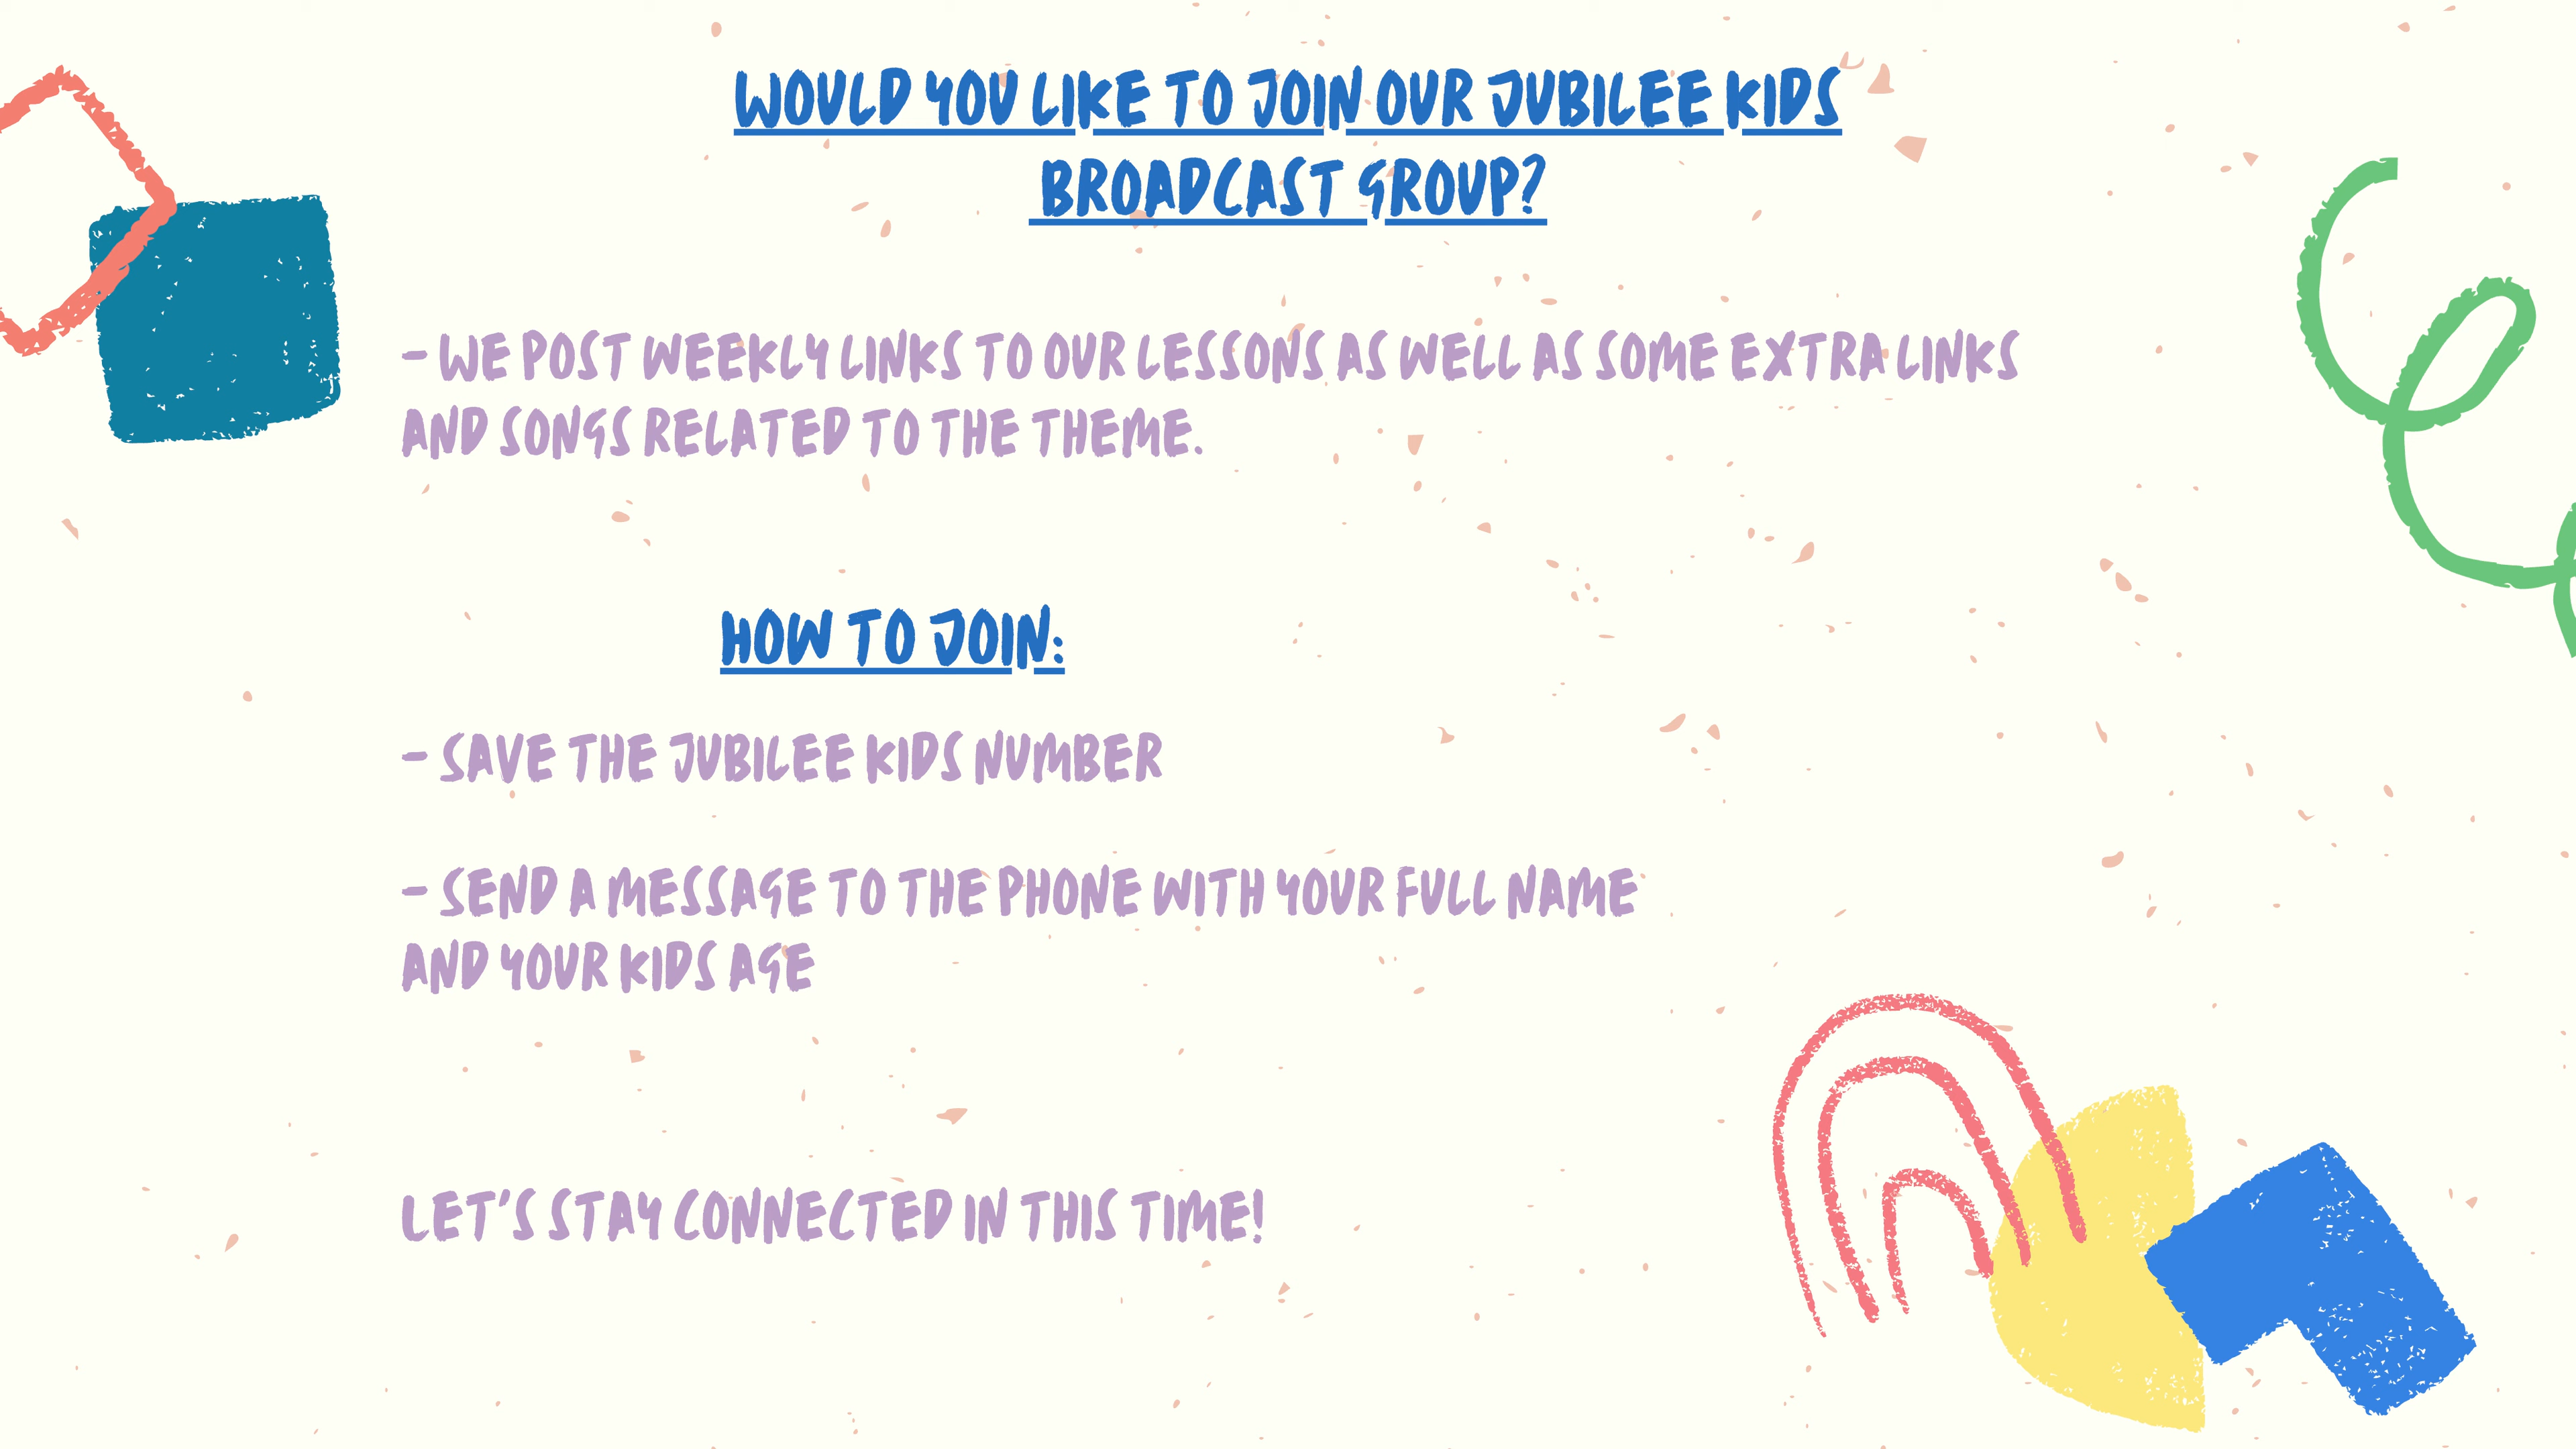 WOULD YOU LIKE TO JOIN OUR JUBILEE KIDS
BROADCAST GROUP?
- WE POST WEEKLY LINKS TO OUR LESSONS AS WELL AS SOME EXTRA LINKS
AND SONGS RELATED TO THE THEME.
HOW TO JOIN:
- SAVE THE JUBILEE KIDS NUMBER
- SEND A MESSAGE TO THE PHONE WITH YOUR FULL NAME
AND YOUR KIDS AGE
LET'S STAY CONNECTED IN THIS TIME!